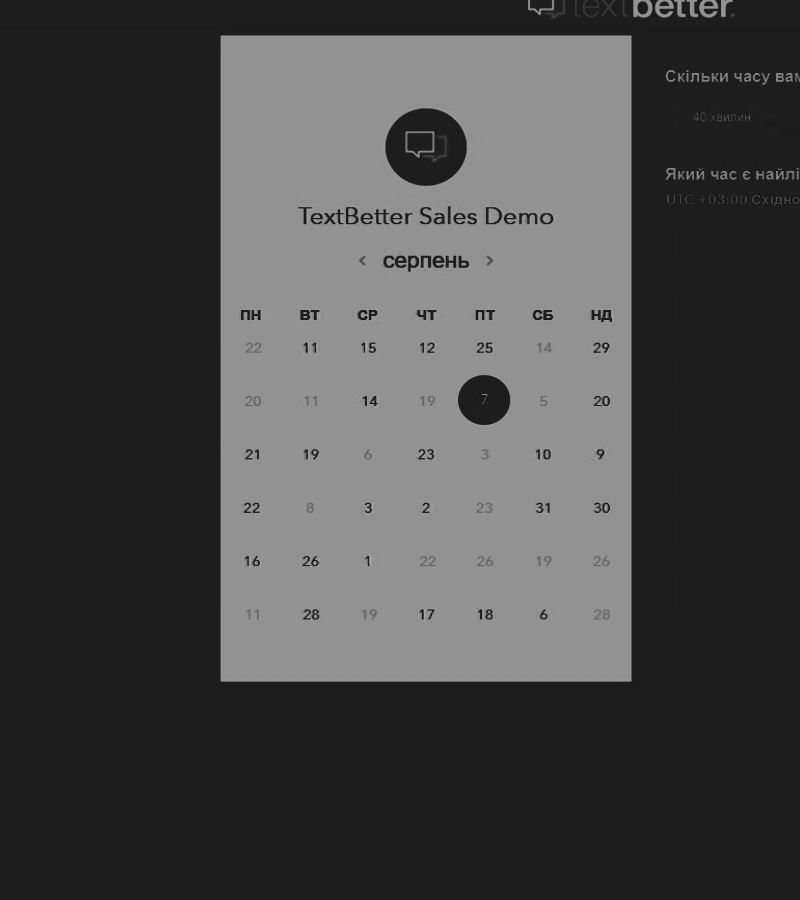 textbetter.
Скільки часу вам
40 хвилин
Який час є найлі
UTC +03:00 Східно
TextBetter Sales Demo
‹ серпень ›
ПН ВТ СР ЧТ ПТ СБ НД
22 11 15 12 25 14 29
20 11 14 19 7 5 20
21 19 6 23 3 10 9
22 8 3 2 23 31 30
16 26 1 22 26 19 26
11 28 19 17 18 6 28